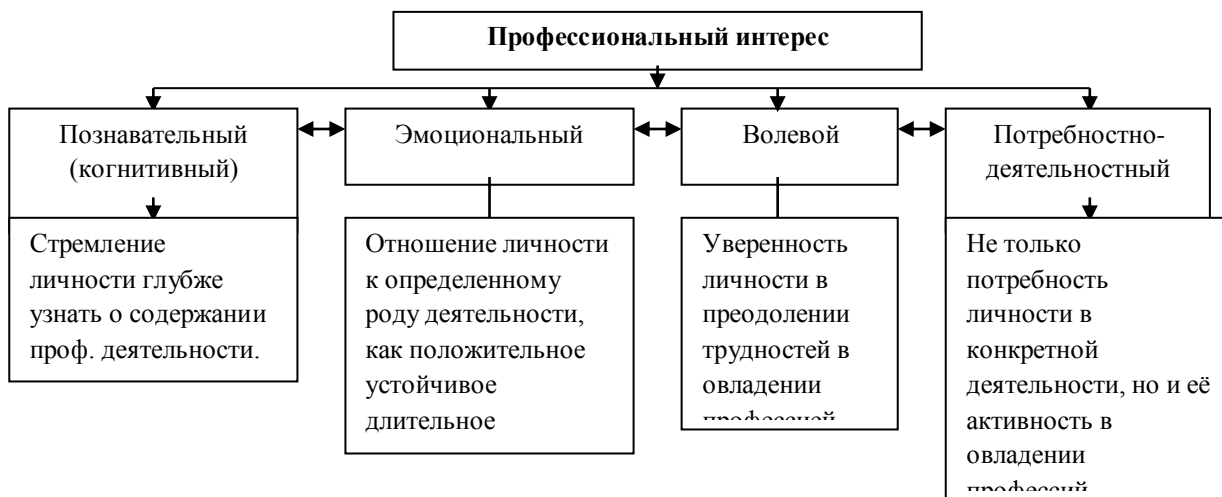 Профессиональный интерес
Познавательный
(когнитивный)
Эмоциональный
Волевой
Потребностно-
деятельностный
Стремление
личности глубже
узнать о содержании
проф. деятельности.
Отношение личности
к определенному
роду деятельности,
как положительное
устойчивое
длительное
Уверенность
личности в
преодолении
трудностей в
овладении
профессией
Не только
потребность
личности в
конкретной
деятельности, но и её
активность в
овладении
профессий